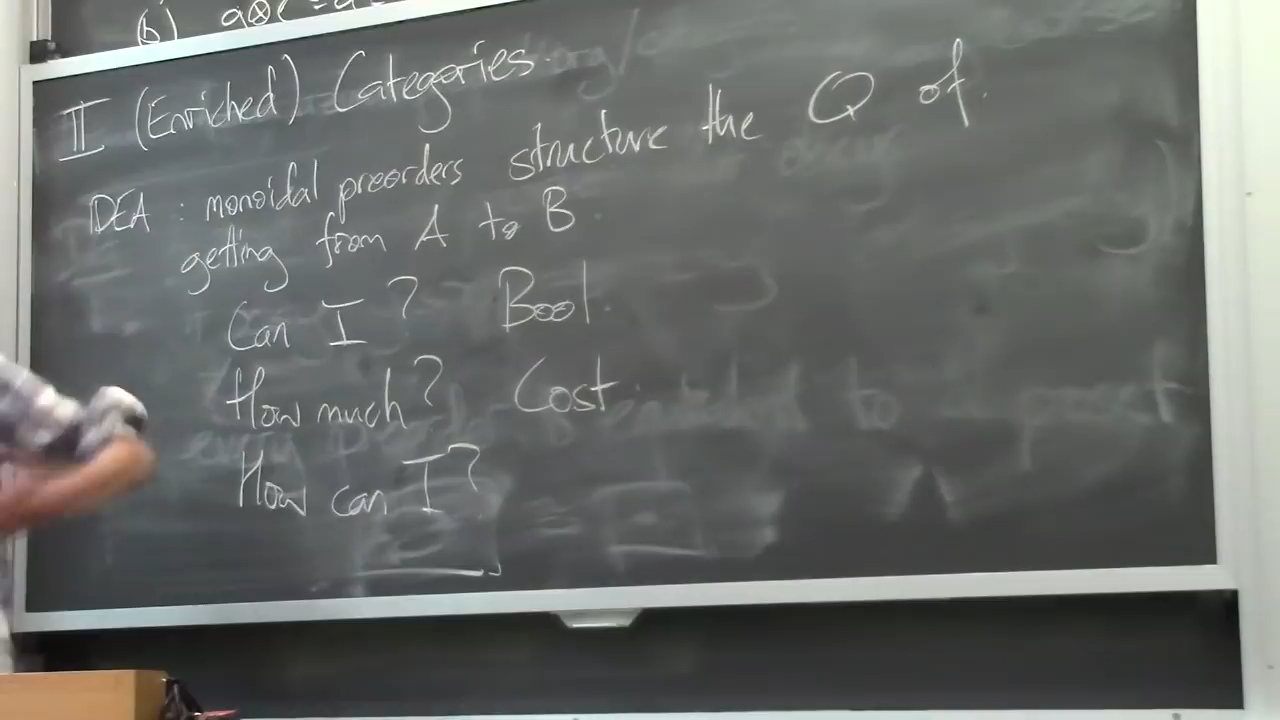 (b) a⊗c
II (Enriched) Categories.
IDEA : monoidal preorders structure the Q of.
getting from A to B.
Can I? Bool.
How much? Cost.
How can I?